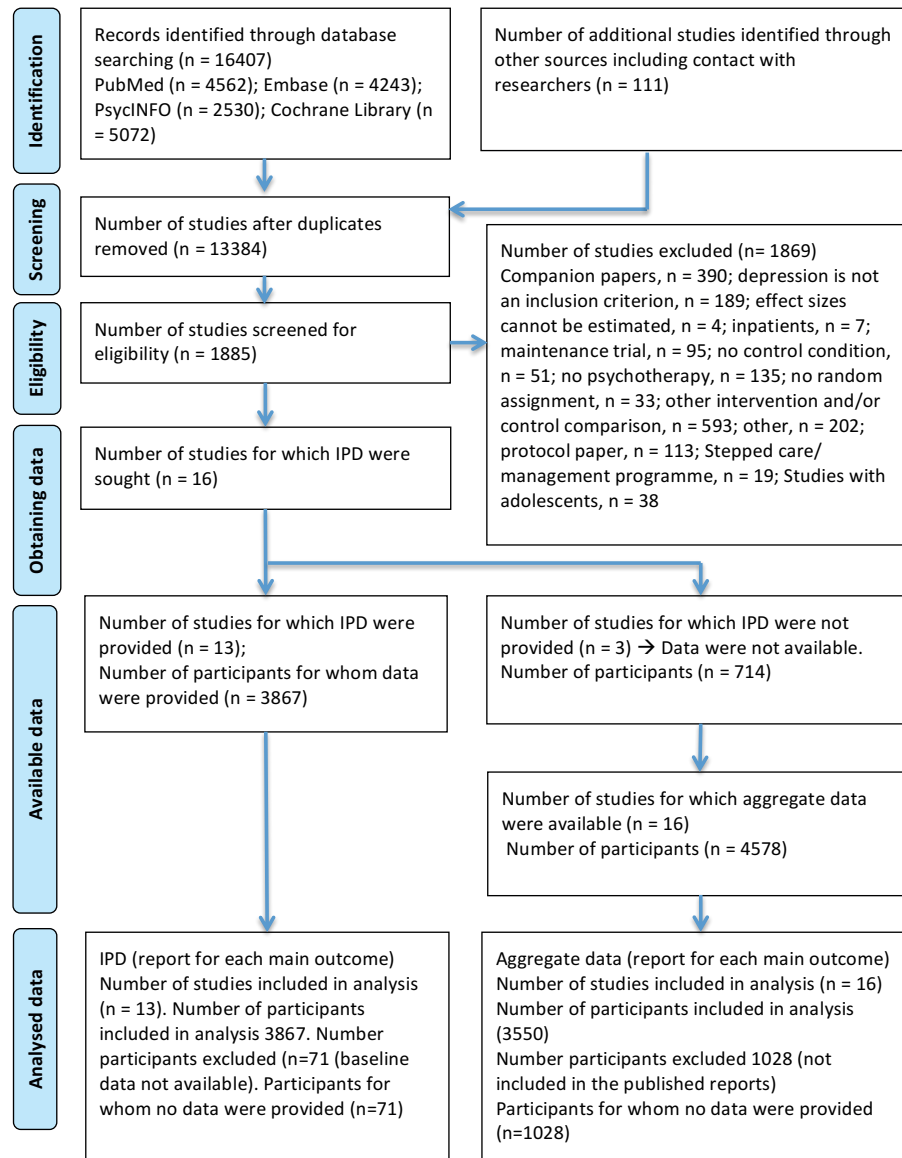 Identification
Records identified through database
searching (n = 16407)
PubMed (n = 4562); Embase (n = 4243);
PsycINFO (n = 2530); Cochrane Library (n
= 5072)
Number of additional studies identified through
other sources including contact with
researchers (n = 111)
Screening
Number of studies after duplicates
removed (n = 13384)
Eligibility
Number of studies screened for
eligibility (n = 1885)
Number of studies excluded (n= 1869)
Companion papers, n = 390; depression is not
an inclusion criterion, n = 189; effect sizes
cannot be estimated, n = 4; inpatients, n = 7;
maintenance trial, n = 95; no control condition,
n = 51; no psychotherapy, n = 135; no random
assignment, n = 33; other intervention and/or
control comparison, n = 593; other, n = 202;
protocol paper, n = 113; Stepped care/
management programme, n = 19; Studies with
adolescents, n = 38
Obtaining data
Number of studies for which IPD were
sought (n = 16)
Available data
Number of studies for which IPD were
provided (n = 13);
Number of participants for whom data
were provided (n = 3867)
Number of studies for which IPD were not
provided (n = 3) → Data were not available.
Number of participants (n = 714)
Number of studies for which aggregate data
were available (n = 16)
Number of participants (n = 4578)
Analysed data
IPD (report for each main outcome)
Number of studies included in analysis
(n = 13). Number of participants
included in analysis 3867. Number
participants excluded (n=71 (baseline
data not available). Participants for
whom no data were provided (n=71)
Aggregate data (report for each main outcome)
Number of studies included in analysis (n = 16)
Number of participants included in analysis
(3550)
Number participants excluded 1028 (not
included in the published reports)
Participants for whom no data were provided
(n=1028)